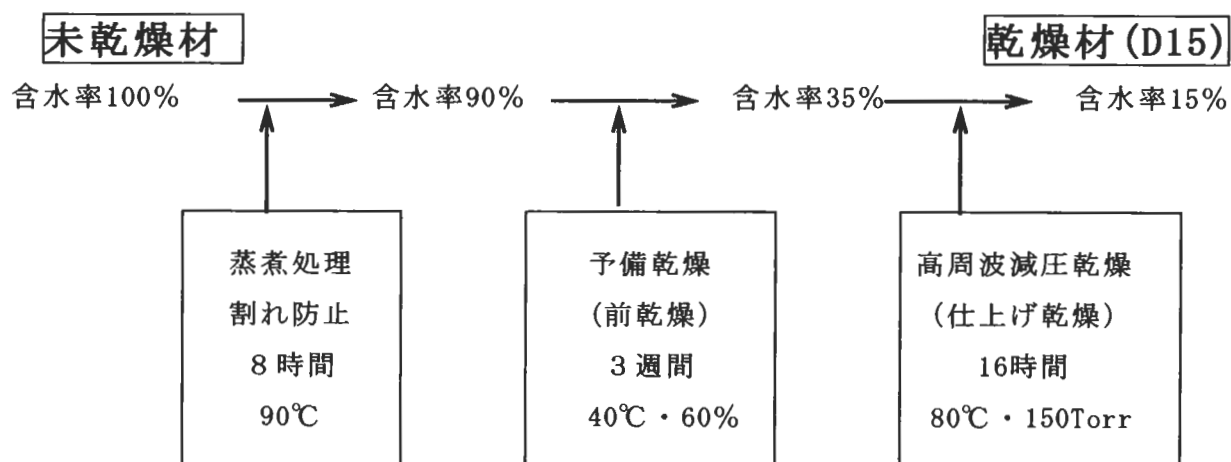 未乾燥材
乾燥材(D15)
含水率100%
含水率90%
含水率35%
含水率15%
蒸煮処理
割れ防止
8時間
90℃
予備乾燥
(前乾燥)
3週間
40℃・60%
高周波減圧乾燥
(仕上げ乾燥)
16時間
80℃・150Torr